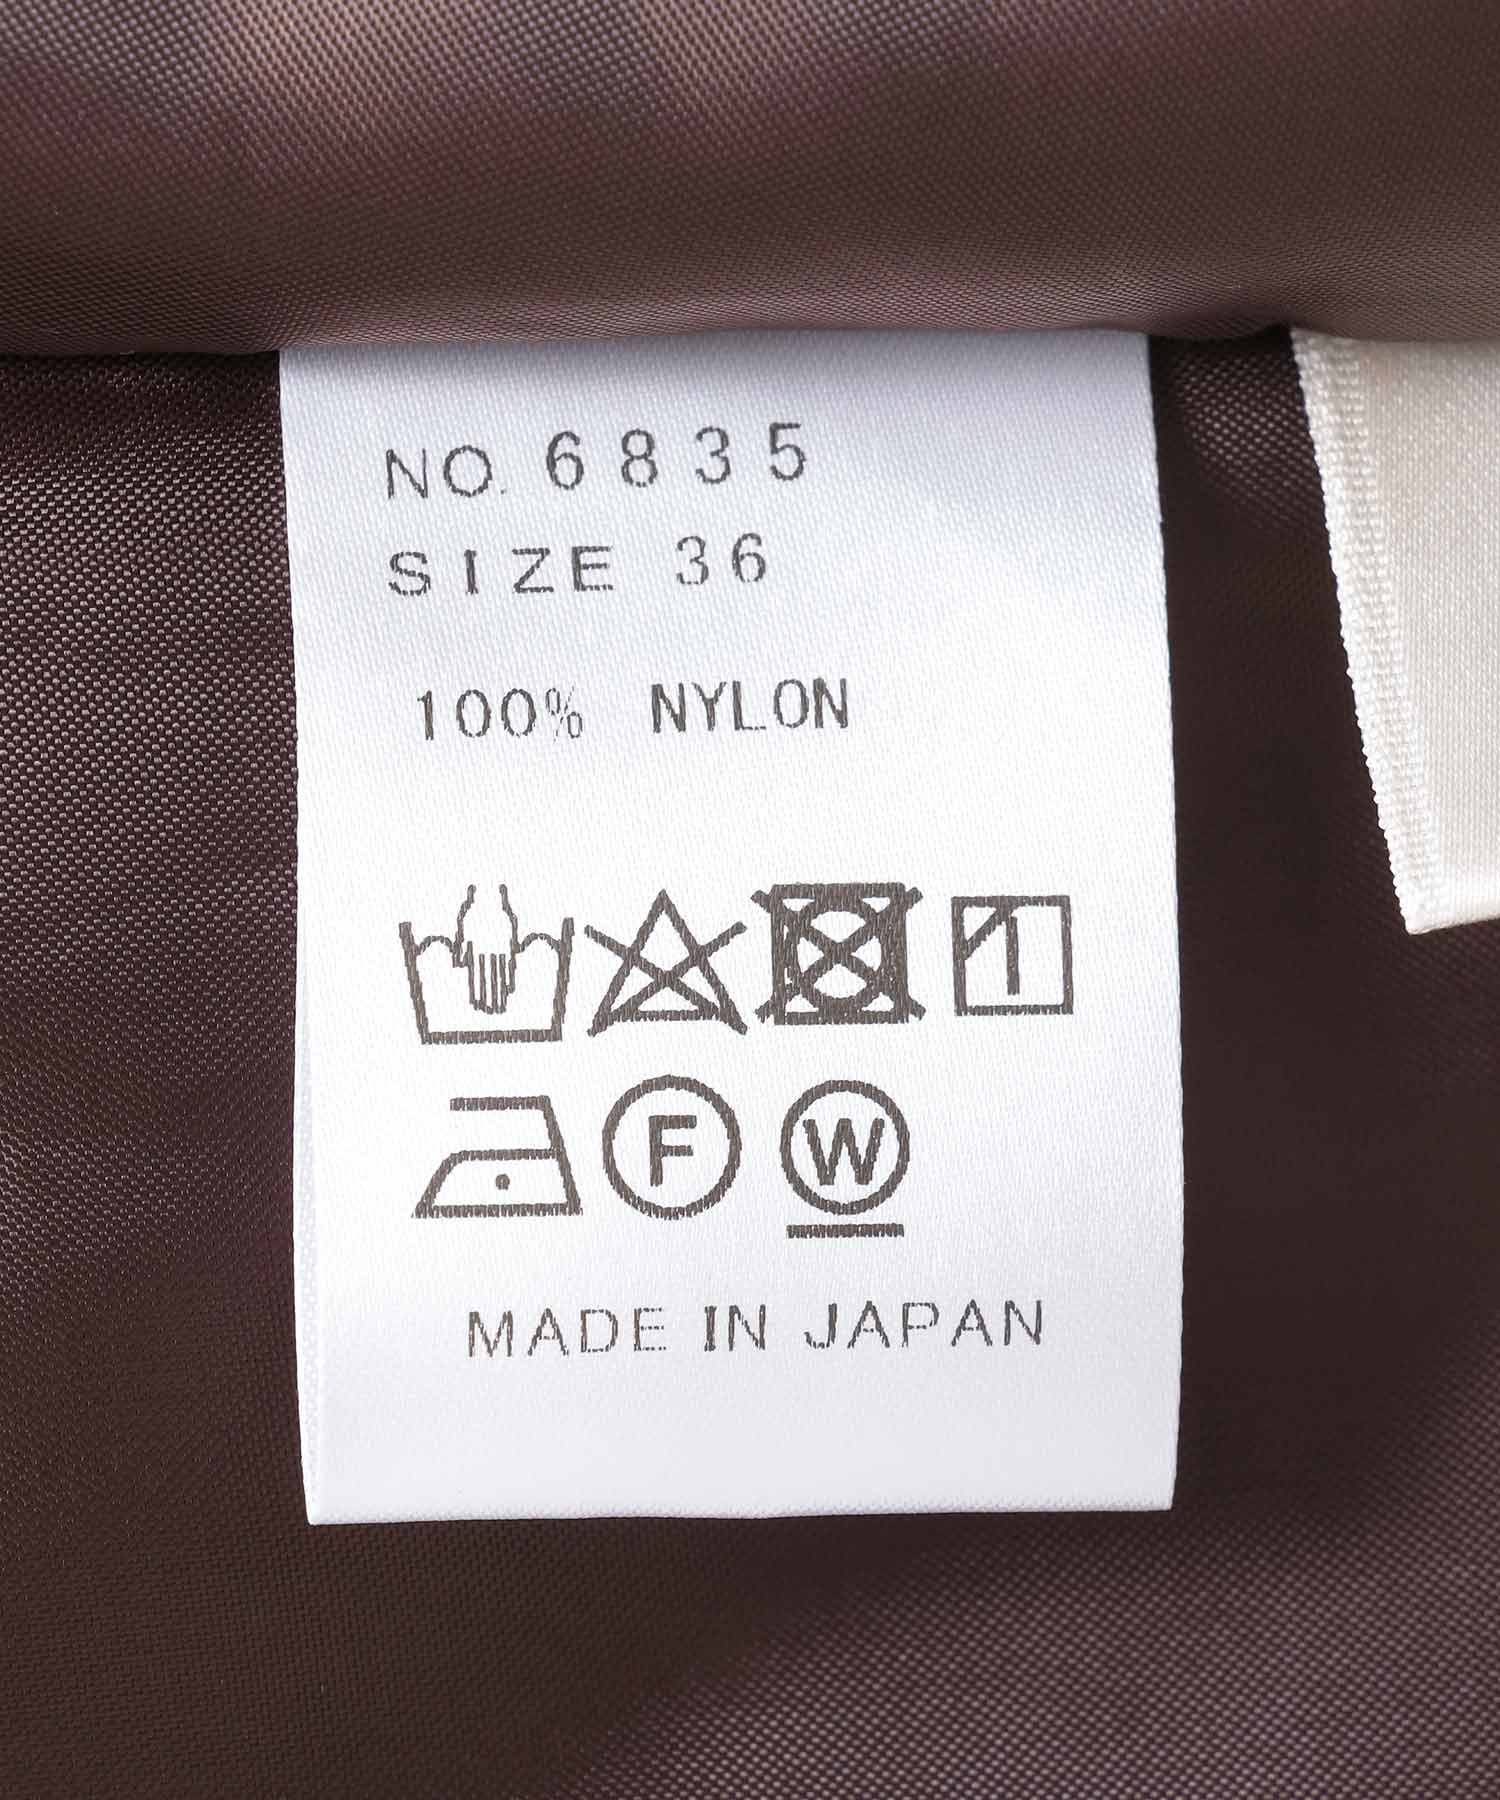 NO. 6835
SIZE 36
100% NYLON
F W
MADE IN JAPAN